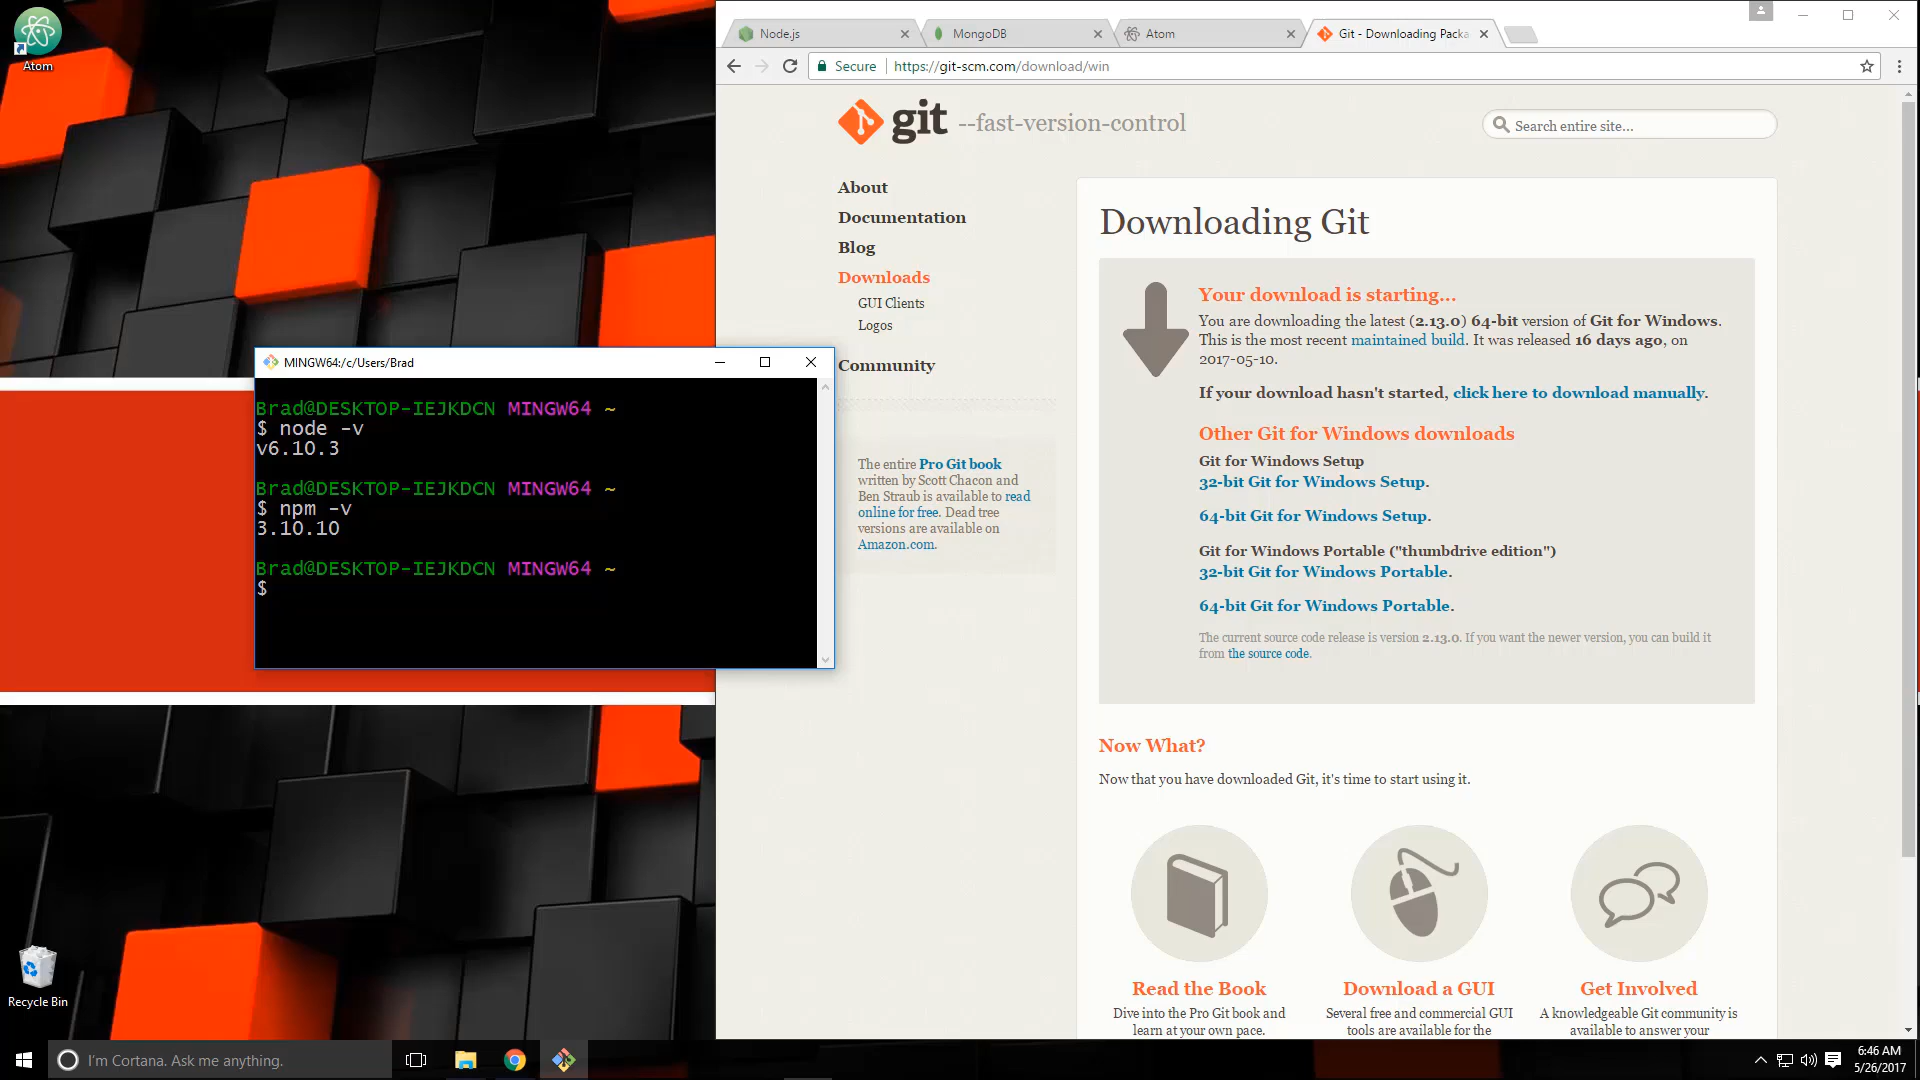 Atom
Node.js
MongoDB
Atom
Git - Downloading Packa
Secure
https://git-scm.com/download/win
git --fast-version-control
Search entire site...
About
Documentation
Blog
Downloads
GUI Clients
Logos
Community
The entire Pro Git book
written by Scott Chacon and
Ben Straub is available to read
online for free. Dead tree
versions are available on
Amazon.com.
Downloading Git
Your download is starting...
You are downloading the latest (2.13.0) 64-bit version of Git for Windows.
This is the most recent maintained build. It was released 16 days ago, on
2017-05-10.
If your download hasn't started, click here to download manually.
Other Git for Windows downloads
Git for Windows Setup
32-bit Git for Windows Setup.
64-bit Git for Windows Setup.
Git for Windows Portable ("thumbdrive edition")
32-bit Git for Windows Portable.
64-bit Git for Windows Portable.
The current source code release is version 2.13.0. If you want the newer version, you can build it
from the source code.
Now What?
Now that you have downloaded Git, it's time to start using it.
Read the Book
Dive into the Pro Git book and
learn at your own pace.
Download a GUI
Several free and commercial GUI
tools are available for the
Get Involved
A knowledgeable Git community is
available to answer your
MINGW64:/c/Users/Brad
Brad@DESKTOP-IEJKDCN MINGW64 ~
$ node -v
v6.10.3
Brad@DESKTOP-IEJKDCN MINGW64 ~
$ npm -v
3.10.10
Brad@DESKTOP-IEJKDCN MINGW64 ~
$
Recycle Bin
I'm Cortana. Ask me anything.
6:46 AM
5/26/2017